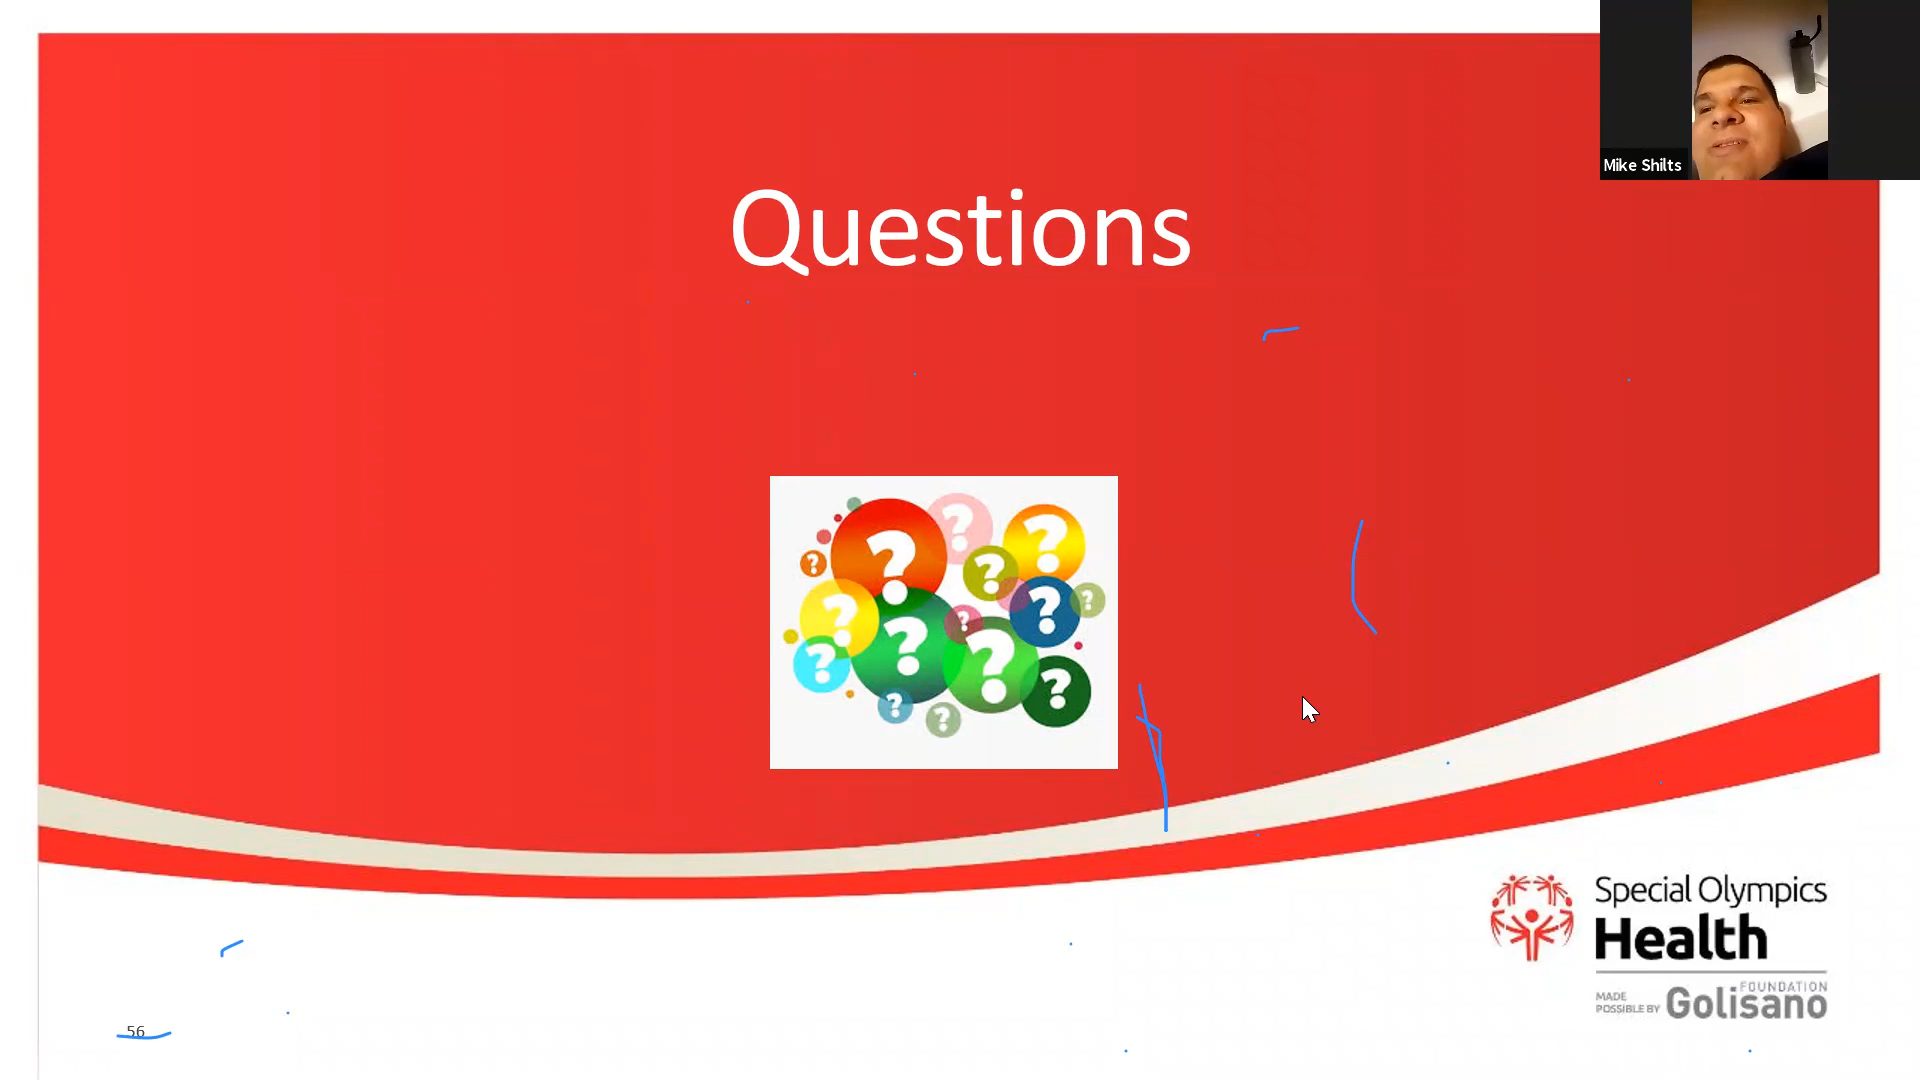 Mike Shilts
Questions
? ? ? ? ? ? ? ? ? ? ? ? ? ?
Special Olympics
Health
MADE
POSSIBLE BY
FOUNDATION
Golisano
56